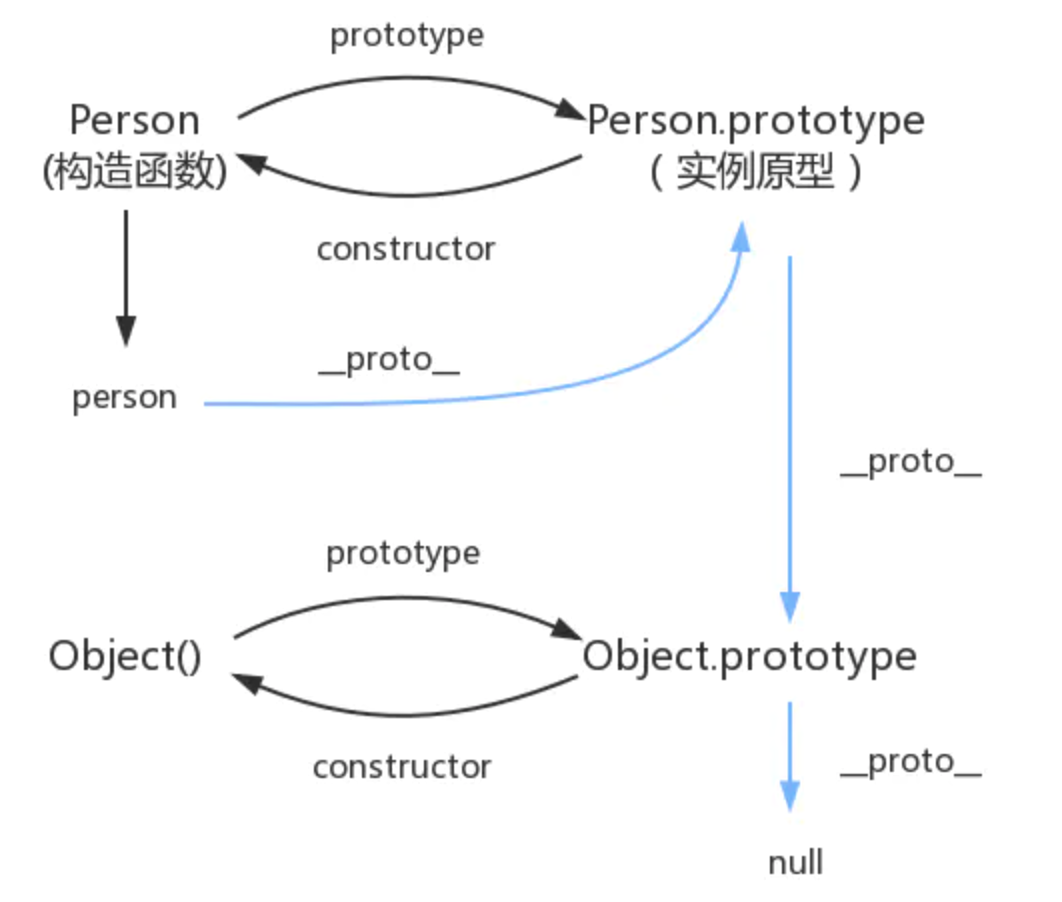 prototype
Person
(构造函数)
Person.prototype
（实例原型）
constructor
__proto__
person
__proto__
prototype
Object()
Object.prototype
constructor
__proto__
null